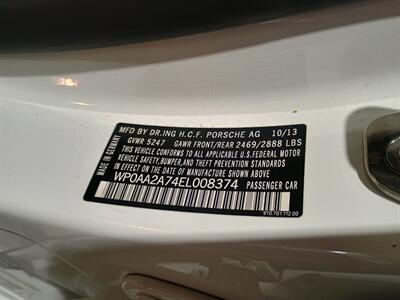 MFD BY DR.ING H.C.F. PORSCHE AG 10/13
GVWR 5247 GAWR FRONT/REAR 2469/2888 LBS
THIS VEHICLE CONFORMS TO ALL APPLICABLE U.S.FEDERAL MOTOR
VEHICLE SAFETY,BUMPER,AND THEFT PREVENTION STANDARDS
IN EFFECT ON THE DATE OF MANUFACTURE SHOWN ABOVE
WP0AA2A74EL008374 PASSENGER CAR
MADE IN GERMANY
970.701.112.00